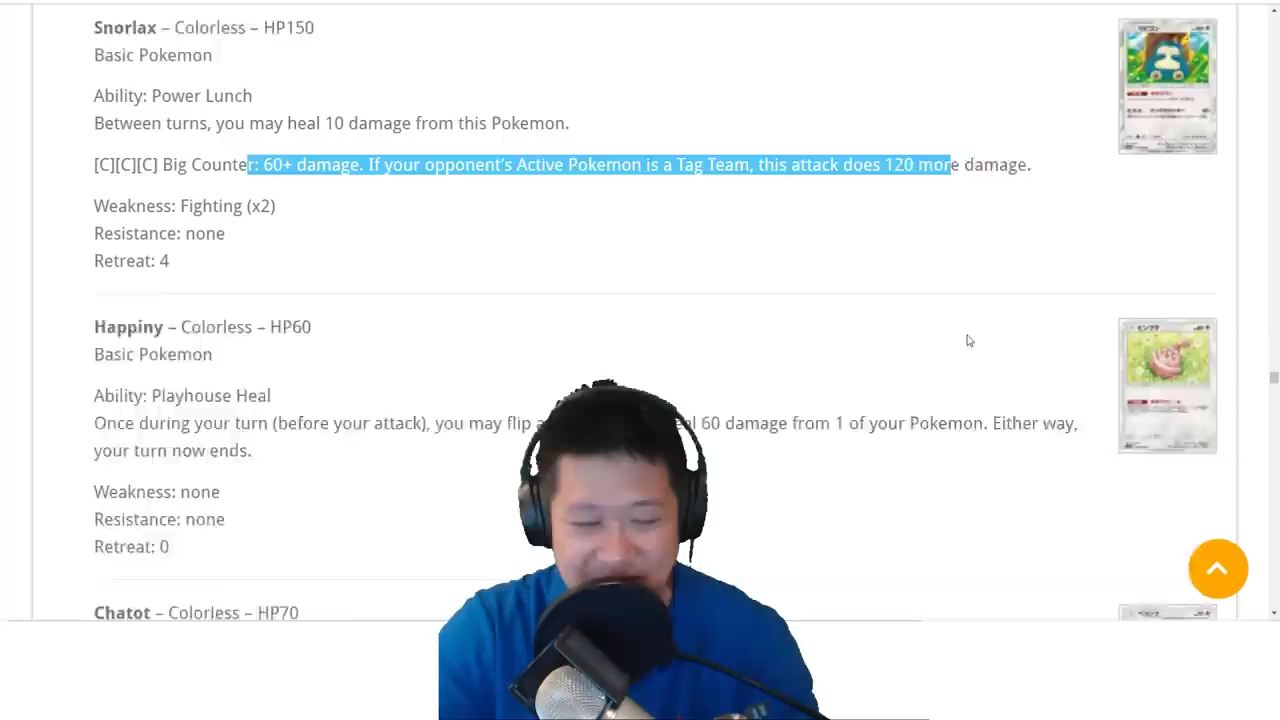 Snorlax – Colorless – HP150
Basic Pokemon
Ability: Power Lunch
Between turns, you may heal 10 damage from this Pokemon.
[C][C][C] Big Counter: 60+ damage. If your opponent’s Active Pokemon is a Tag Team, this attack does 120 more damage.
Weakness: Fighting (x2)
Resistance: none
Retreat: 4
Happiny – Colorless – HP60
Basic Pokemon
Ability: Playhouse Heal
Once during your turn (before your attack), you may flip 60 damage from 1 of your Pokemon. Either way,
your turn now ends.
Weakness: none
Resistance: none
Retreat: 0
Chatot – Colorless – HP70